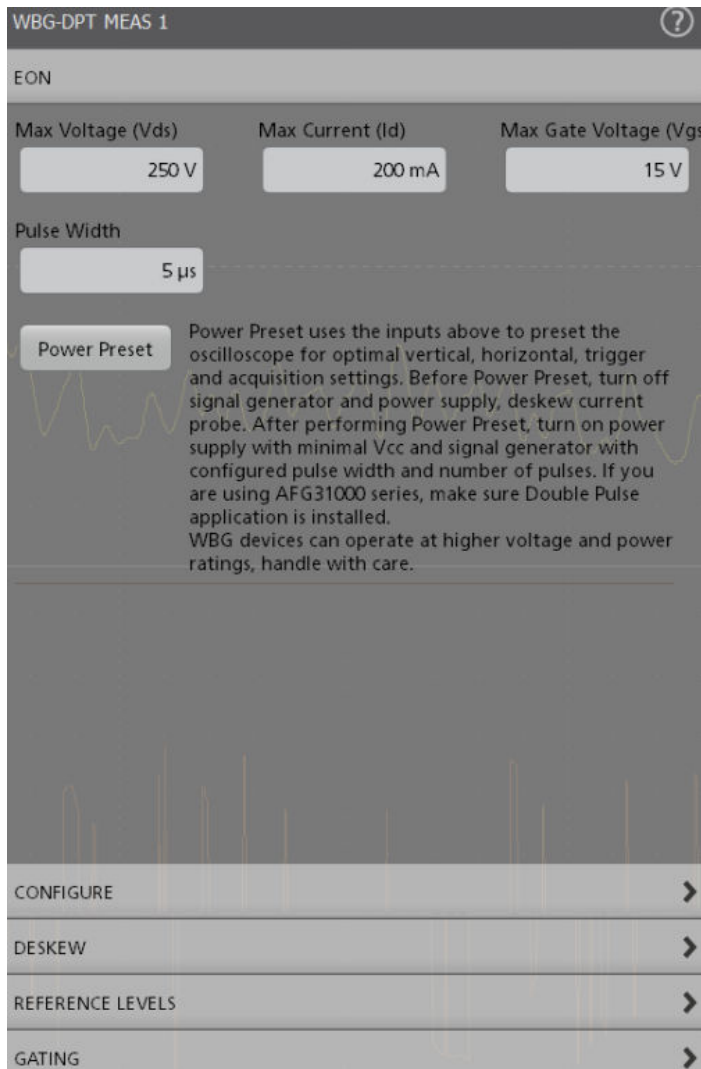 WBG-DPT MEAS 1
?
EON
Max Voltage (Vds) Max Current (Id) Max Gate Voltage (Vgs
250 V 200 mA 15 V
Pulse Width
5 µs
Power Preset
Power Preset uses the inputs above to preset the
oscilloscope for optimal vertical, horizontal, trigger
and acquisition settings. Before Power Preset, turn off
signal generator and power supply, deskew current
probe. After performing Power Preset, turn on power
supply with minimal Vcc and signal generator with
configured pulse width and number of pulses. If you
are using AFG31000 series, make sure Double Pulse
application is installed.
WBG devices can operate at higher voltage and power
ratings, handle with care.
CONFIGURE
DESKEW
REFERENCE LEVELS
GATING